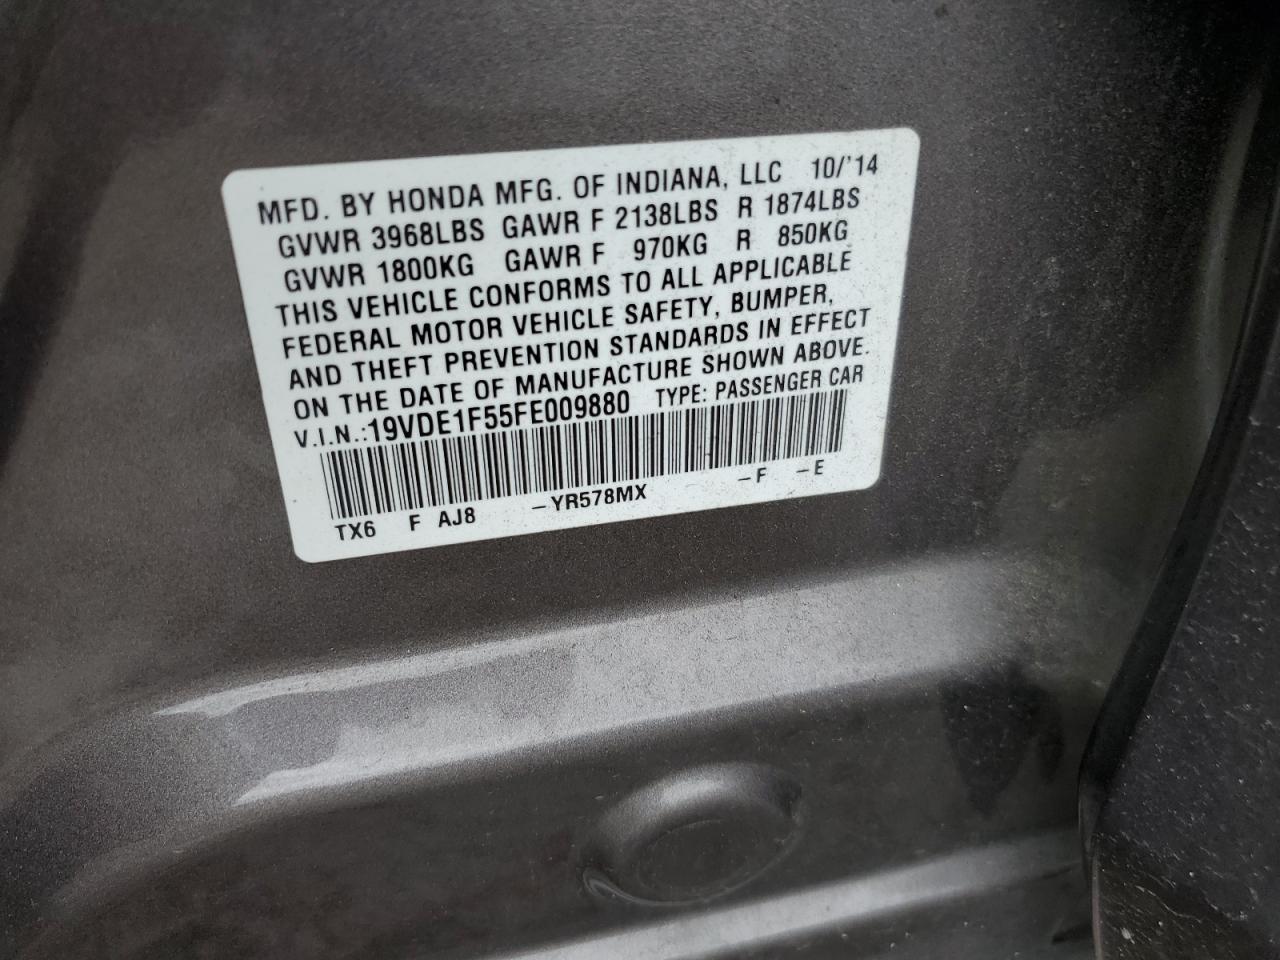 MFD. BY HONDA MFG. OF INDIANA, LLC 10/'14
GVWR 3968LBS GAWR F 2138LBS R 1874LBS
GVWR 1800KG GAWR F 970KG R 850KG
THIS VEHICLE CONFORMS TO ALL APPLICABLE
FEDERAL MOTOR VEHICLE SAFETY, BUMPER,
AND THEFT PREVENTION STANDARDS IN EFFECT
ON THE DATE OF MANUFACTURE SHOWN ABOVE.
V.I.N.:19VDE1F55FE009880 TYPE: PASSENGER CAR
TX6 F AJ8 -YR578MX -F -E